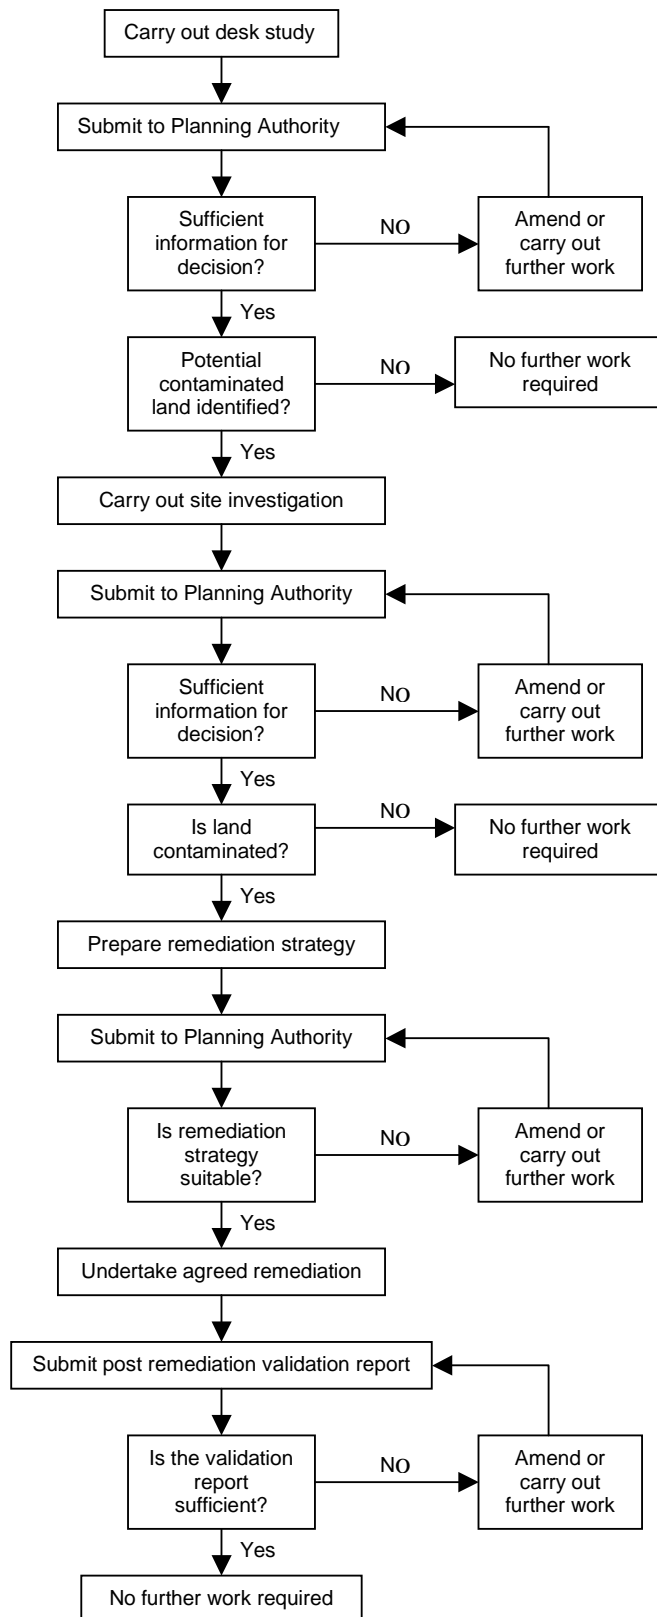 Carry out desk study
Submit to Planning Authority
Sufficient
information for
decision?
NO
Amend or
carry out
further work
Yes
Potential
contaminated
land identified?
NO
No further work
required
Yes
Carry out site investigation
Submit to Planning Authority
Sufficient
information for
decision?
NO
Amend or
carry out
further work
Yes
Is land
contaminated?
NO
No further work
required
Yes
Prepare remediation strategy
Submit to Planning Authority
Is remediation
strategy
suitable?
NO
Amend or
carry out
further work
Yes
Undertake agreed remediation
Submit post remediation validation report
Is the validation
report
sufficient?
NO
Amend or
carry out
further work
Yes
No further work required